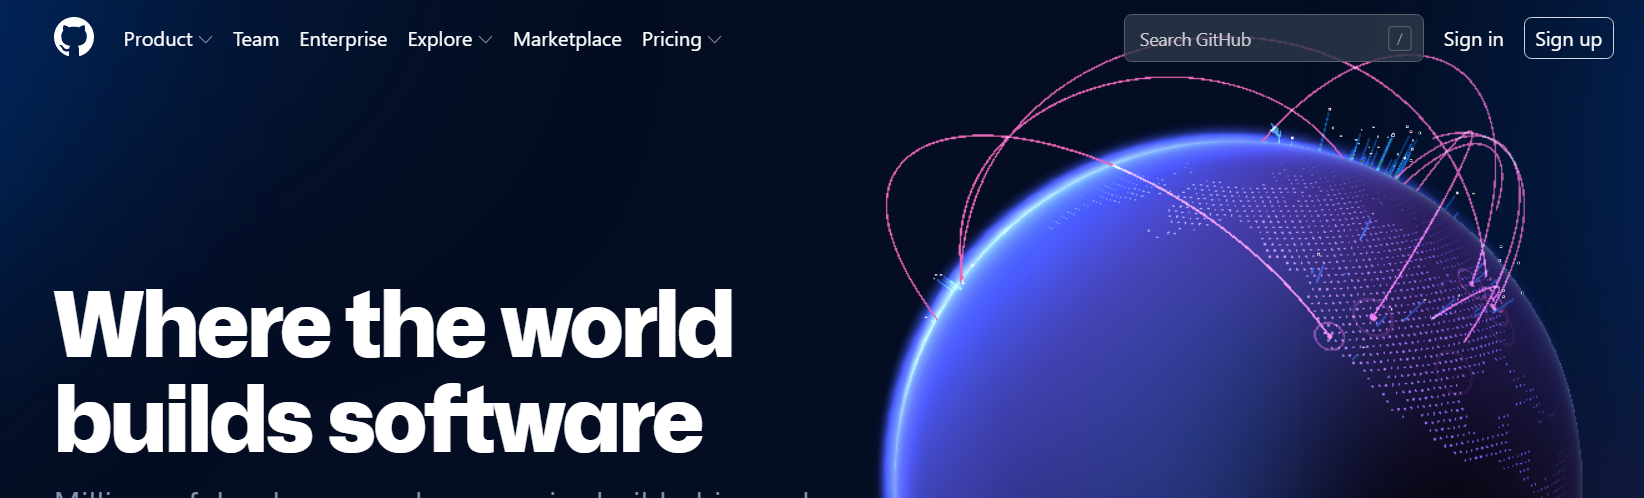 Product Team Enterprise Explore Marketplace Pricing Search GitHub / Sign in Sign up
Where the world
builds software